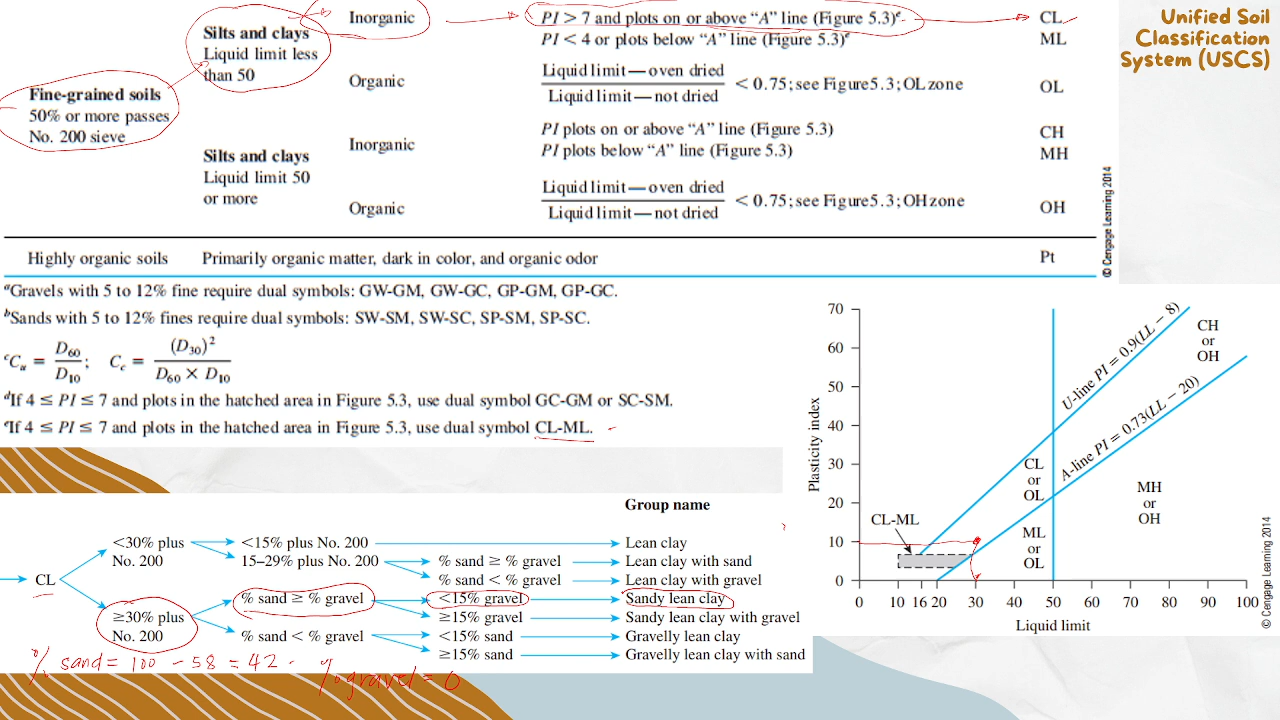 Unified Soil
Classification
System (USCS)
Inorganic
PI > 7 and plots on or above “A” line (Figure 5.3)e
CL
Silts and clays
PI < 4 or plots below “A” line (Figure 5.3)e
ML
Liquid limit less
than 50
Organic
Liquid limit—oven dried
Liquid limit—not dried
< 0.75; see Figure 5.3; OL zone
OL
Fine-grained soils
50% or more passes
No. 200 sieve
Inorganic
PI plots on or above “A” line (Figure 5.3)
CH
PI plots below “A” line (Figure 5.3)
MH
Silts and clays
Liquid limit 50
or more
Organic
Liquid limit—oven dried
Liquid limit—not dried
< 0.75; see Figure 5.3; OH zone
OH
© Cengage Learning 2014
Highly organic soils
Primarily organic matter, dark in color, and organic odor
Pt
aGravels with 5 to 12% fine require dual symbols: GW-GM, GW-GC, GP-GM, GP-GC.
bSands with 5 to 12% fines require dual symbols: SW-SM, SW-SC, SP-SM, SP-SC.
cCu = D60 / D10; Cc = (D30)2 / D60 × D10
dIf 4 ≤ PI ≤ 7 and plots in the hatched area in Figure 5.3, use dual symbol GC-GM or SC-SM.
eIf 4 ≤ PI ≤ 7 and plots in the hatched area in Figure 5.3, use dual symbol CL-ML.
Group name
CL
<30% plus
No. 200
<15% plus No. 200
Lean clay
15–29% plus No. 200
% sand ≥ % gravel
Lean clay with sand
% sand < % gravel
Lean clay with gravel
≥30% plus
No. 200
% sand ≥ % gravel
<15% gravel
Sandy lean clay
≥15% gravel
Sandy lean clay with gravel
% sand < % gravel
<15% sand
Gravelly lean clay
≥15% sand
Gravelly lean clay with sand
% sand = 100 - 58 = 42.
% gravel = 0
Plasticity index
70
60
50
40
30
20
10
0
U-line PI = 0.9(LL − 8)
A-line PI = 0.73(LL − 20)
CH
or
OH
CL
or
OL
MH
or
OH
CL-ML
ML
or
OL
0 10 16 20 30 40 50 60 70 80 90 100
Liquid limit
© Cengage Learning 2014